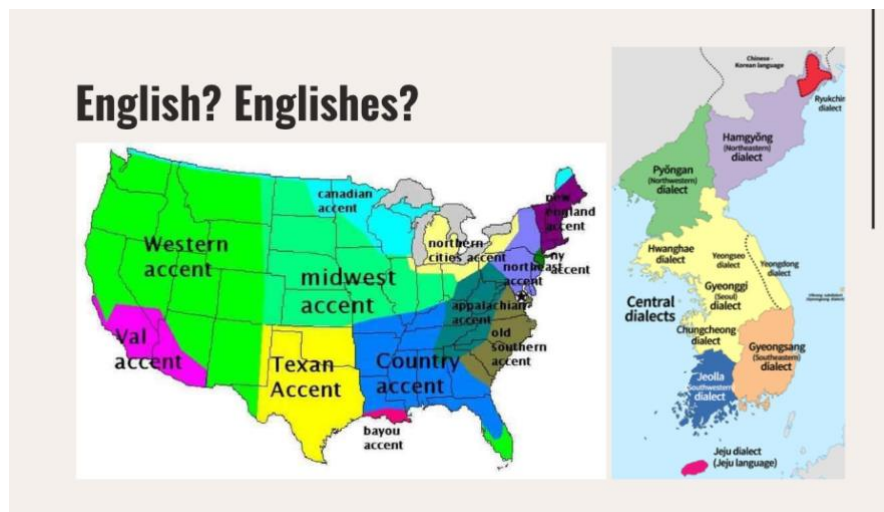 English? Englishes?
canadian
accent
new
england
accent
Western
accent
northern
cities accent
ny
accent
northeast
accent
midwest
accent
appalachian
accent
Val
accent
old
southern
accent
Texan
Accent
Country
accent
bayou
accent
Chinese -
Korean language
Ryukchin
dialect
Hamgyŏng
(Northeastern)
dialect
Pyŏngan
(Northwestern)
dialect
Hwanghae
dialect
Yeongseo
dialect
Yeongdong
dialect
Gyeonggi
(Seoul)
dialect
Central
dialects
Chungcheong
dialect
Gyeongsang
(Southeastern)
dialect
Jeolla
(Southwestern)
dialect
Jeju dialect
(Jeju language)